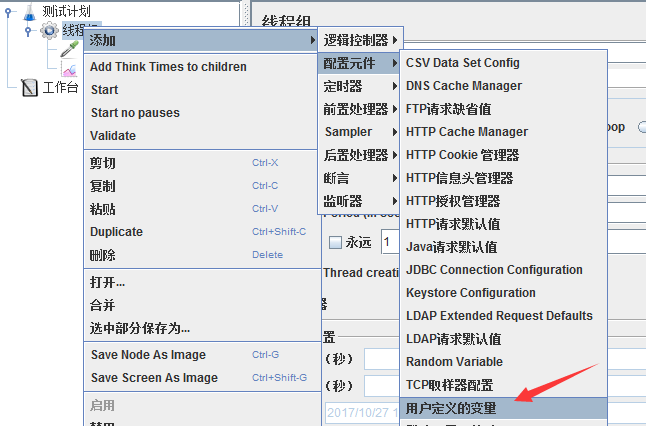 测试计划
线程组
工作台
线程组
添加
Add Think Times to children
Start
Start no pauses
Validate
剪切 Ctrl-X
复制 Ctrl-C
粘贴 Ctrl-V
Duplicate Ctrl+Shift-C
删除 Delete
打开...
合并
选中部分保存为...
Save Node As Image Ctrl-G
Save Screen As Image Ctrl+Shift-G
启用
逻辑控制器
配置元件
定时器
前置处理器
Sampler
后置处理器
断言
监听器
CSV Data Set Config
DNS Cache Manager
FTP请求缺省值
HTTP Cache Manager
HTTP Cookie 管理器
HTTP信息头管理器
HTTP授权管理器
HTTP请求默认值
Java请求默认值
JDBC Connection Configuration
Keystore Configuration
LDAP Extended Request Defaults
LDAP请求默认值
Random Variable
TCP取样器配置
用户定义的变量
永远 1
Thread creati
器
置
（秒）
（秒）
2017/10/27 1